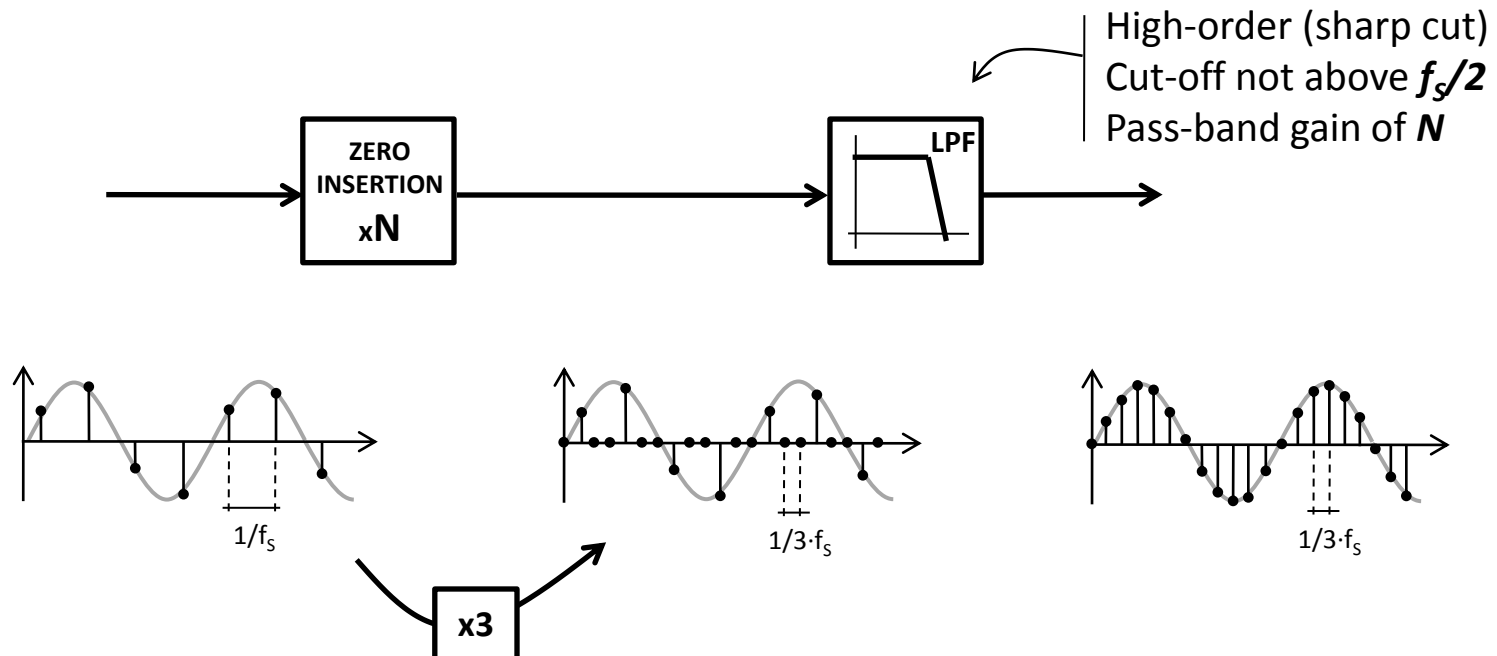 High-order (sharp cut)
Cut-off not above fS/2
Pass-band gain of N
ZERO
INSERTION
xN
LPF
1/fS
1/3·fS
1/3·fS
x3